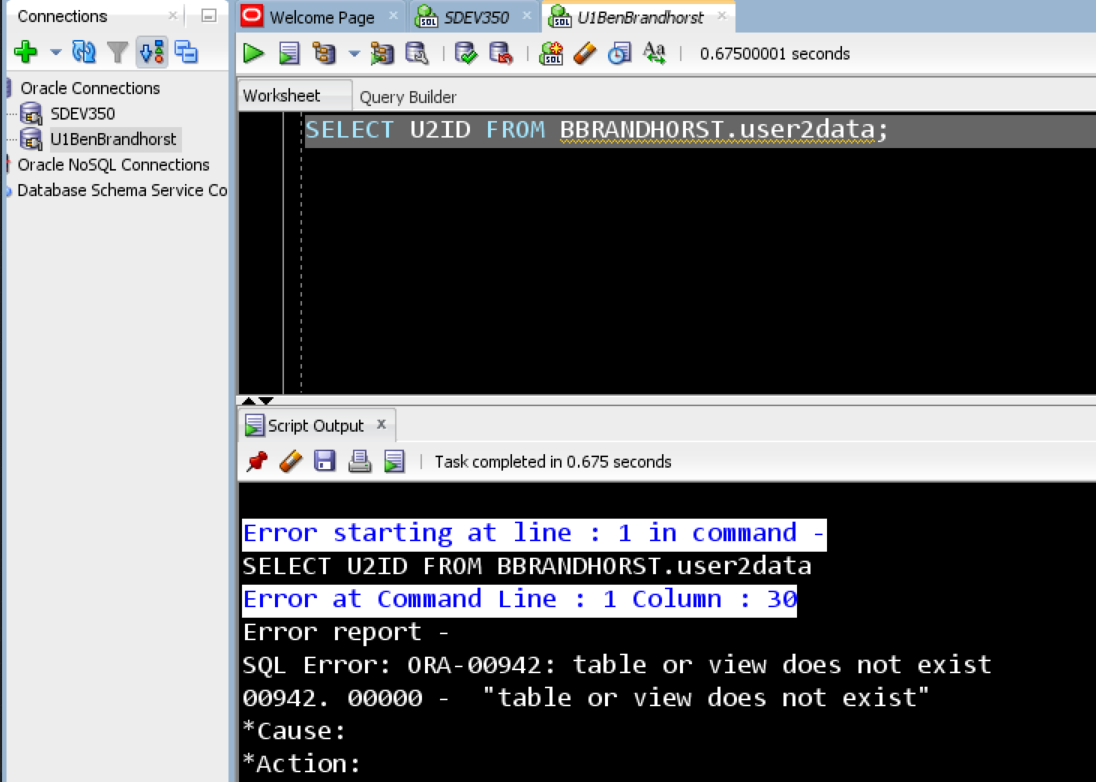 Connections
Welcome Page
SDEV350
U1BenBrandhorst
0.67500001 seconds
Oracle Connections
SDEV350
U1BenBrandhorst
Oracle NoSQL Connections
Database Schema Service Co
Worksheet
Query Builder
SELECT U2ID FROM BBRANDHORST.user2data;
Script Output
Task completed in 0.675 seconds
Error starting at line : 1 in command -
SELECT U2ID FROM BBRANDHORST.user2data
Error at Command Line : 1 Column : 30
Error report -
SQL Error: ORA-00942: table or view does not exist
00942. 00000 -  "table or view does not exist"
*Cause:
*Action: